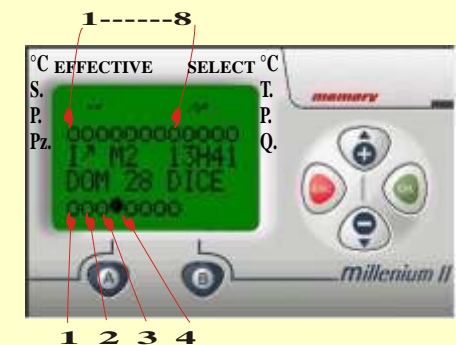 1------8
°C EFFECTIVE SELECT °C
S. T.
P. P.
Pz. Q.
memory
oooooooooooo
I↗ M2 13H41
DOM 28 DICE
ooo●oooo
+
ESC OK
−
A B
millenium II
1 2 3 4